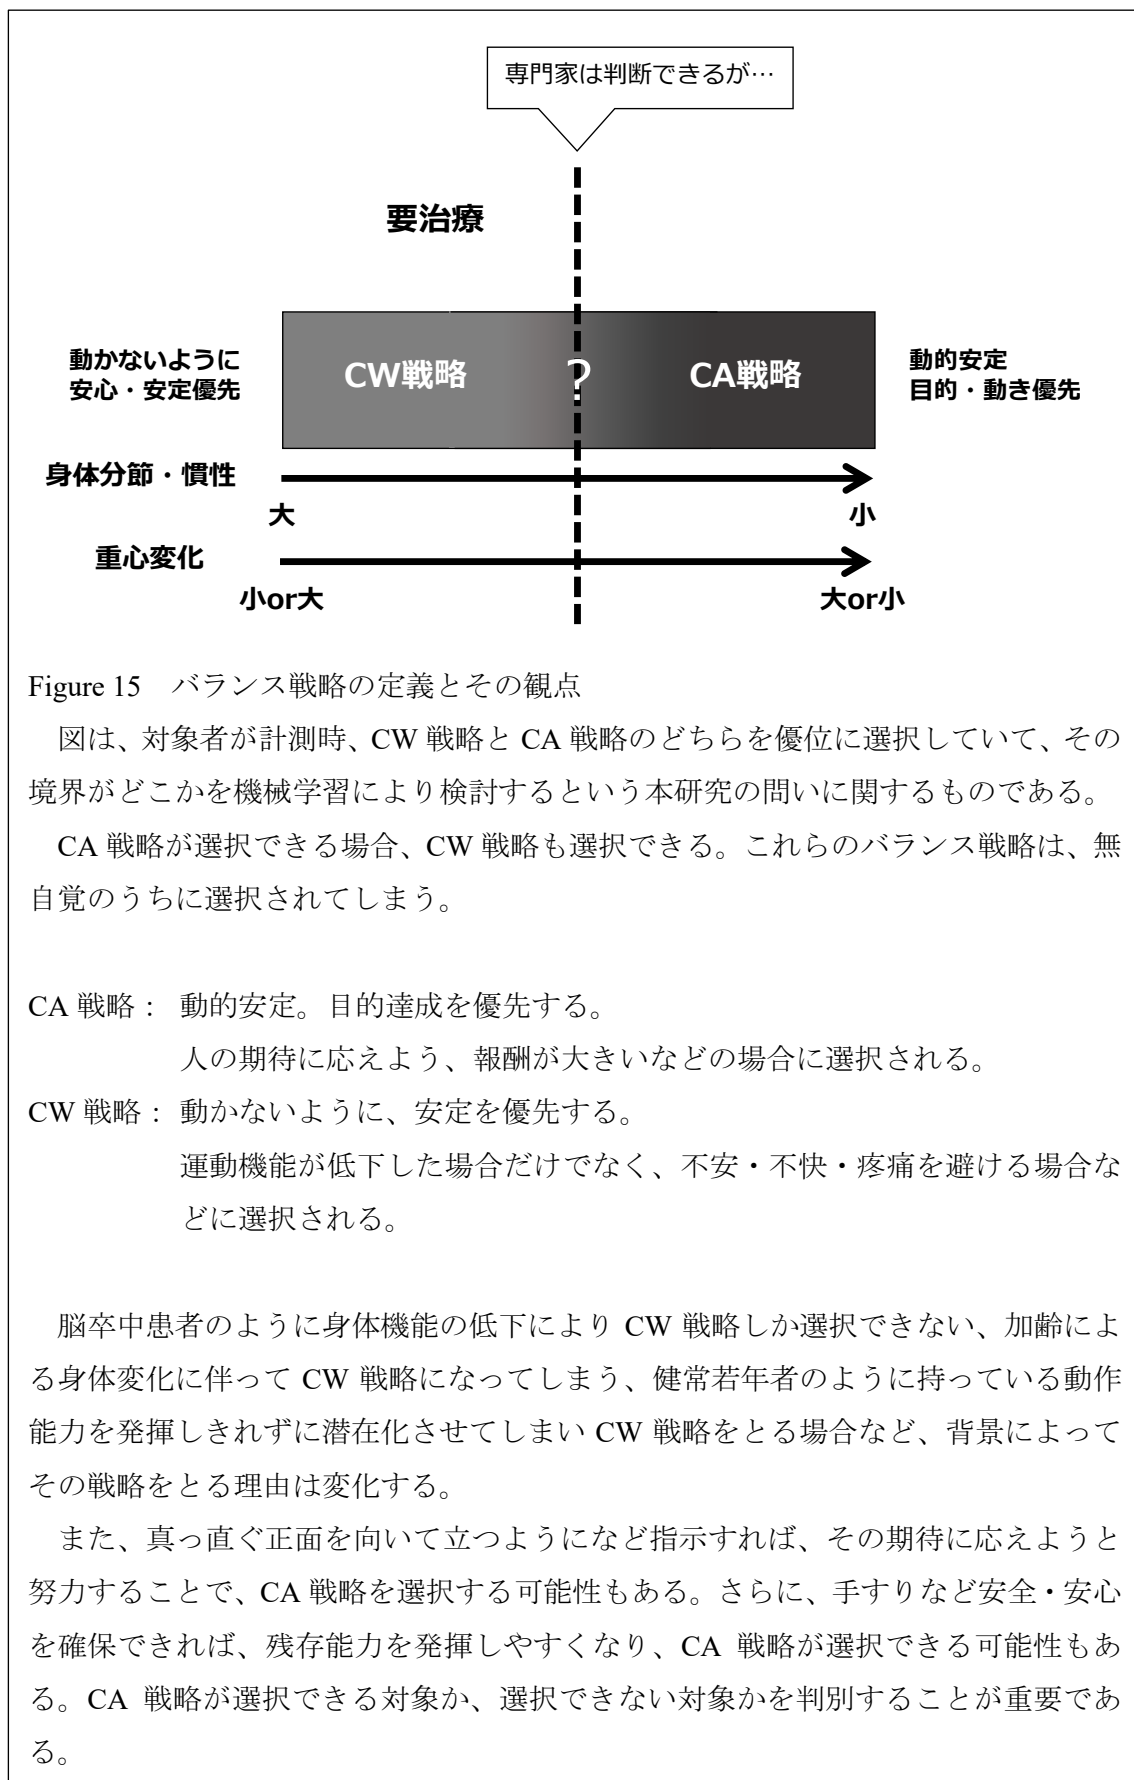 専門家は判断できるが…
要治療
動かないように
安心・安定優先
CW戦略
?
CA戦略
動的安定
目的・動き優先
身体分節・慣性
大
小
重心変化
小or大
大or小
Figure 15 バランス戦略の定義とその観点
図は、対象者が計測時、CW 戦略と CA 戦略のどちらを優位に選択していて、その
境界がどこかを機械学習により検討するという本研究の問いに関するものである。
CA 戦略が選択できる場合、CW 戦略も選択できる。これらのバランス戦略は、無
自覚のうちに選択されてしまう。
CA 戦略： 動的安定。目的達成を優先する。
人の期待に応えよう、報酬が大きいなどの場合に選択される。
CW 戦略： 動かないように、安定を優先する。
運動機能が低下した場合だけでなく、不安・不快・疼痛を避ける場合な
どに選択される。
脳卒中患者のように身体機能の低下により CW 戦略しか選択できない、加齢によ
る身体変化に伴って CW 戦略になってしまう、健常若年者のように持っている動作
能力を発揮しきれずに潜在化させてしまい CW 戦略をとる場合など、背景によって
その戦略をとる理由は変化する。
また、真っ直ぐ正面を向いて立つようになど指示すれば、その期待に応えようと
努力することで、CA 戦略を選択する可能性もある。さらに、手すりなど安全・安心
を確保できれば、残存能力を発揮しやすくなり、CA 戦略が選択できる可能性もあ
る。CA 戦略が選択できる対象か、選択できない対象かを判別することが重要であ
る。